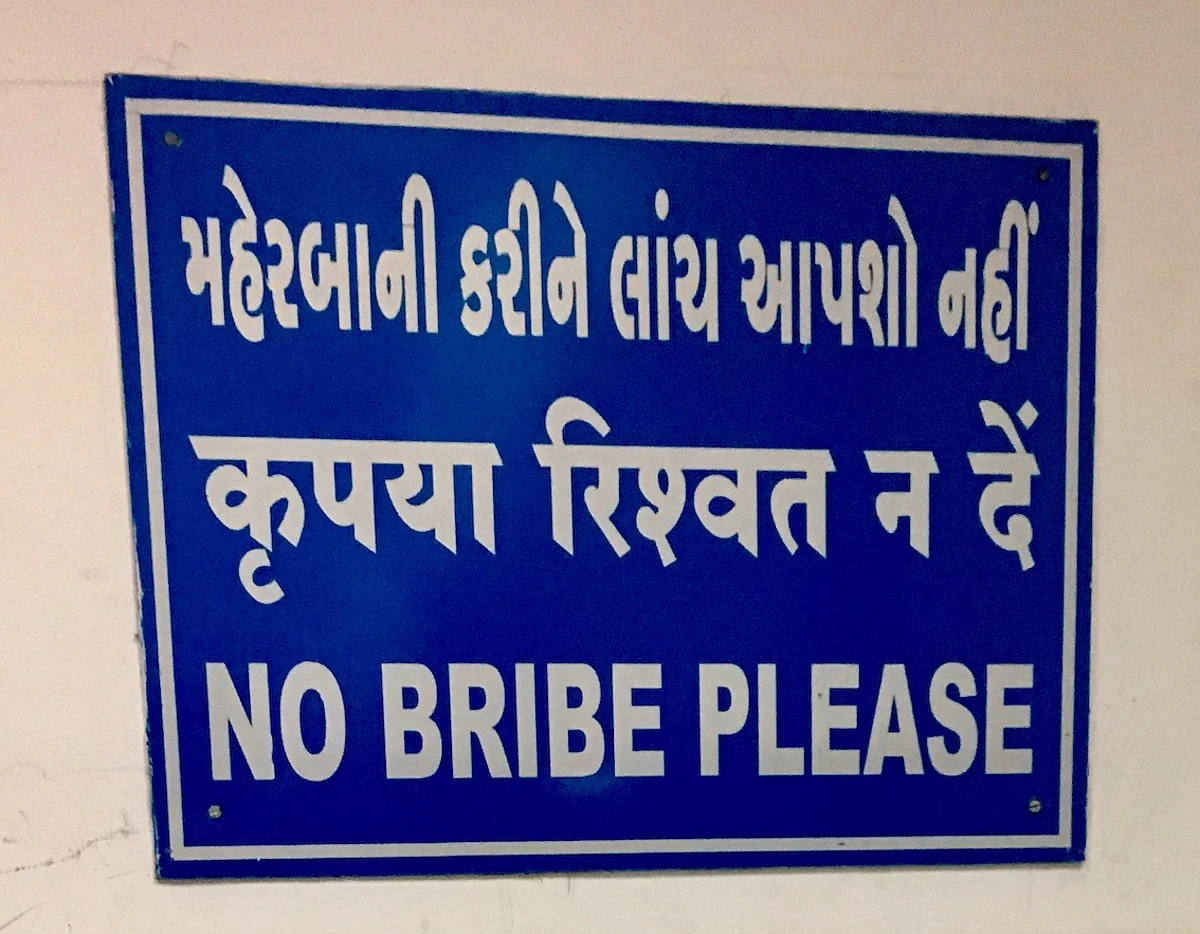 મહેરબાની કરીને લાંચ આપશો નહીં
कृपया रिश्वत न दें
NO BRIBE PLEASE